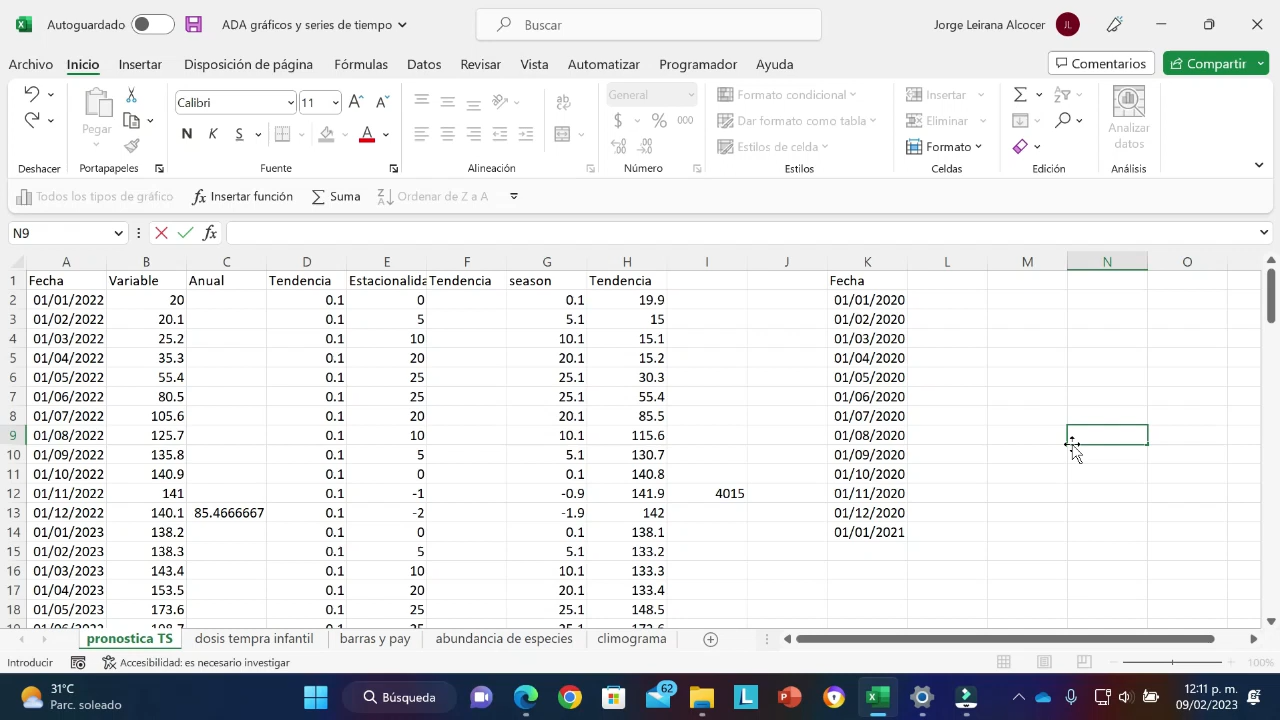 Autoguardado ADA gráficos y series de tiempo Buscar Jorge Leirana Alcocer JL
Archivo Inicio Insertar Disposición de página Fórmulas Datos Revisar Vista Automatizar Programador Ayuda Comentarios Compartir
Calibri 11 General Formato condicional Insertar
Pegar N K S $ % 000 Dar formato como tabla Eliminar Analizar datos
Estilos de celda Formato
Deshacer Portapapeles Fuente Alineación Número Estilos Celdas Edición Análisis
Todos los tipos de gráfico Insertar función Suma Ordenar de Z a A
N9 fx
A B C D E F G H I J K L M N O
1 Fecha Variable Anual Tendencia Estacionalida Tendencia season Tendencia Fecha
2 01/01/2022 20 0.1 0 0.1 19.9 01/01/2020
3 01/02/2022 20.1 0.1 5 5.1 15 01/02/2020
4 01/03/2022 25.2 0.1 10 10.1 15.1 01/03/2020
5 01/04/2022 35.3 0.1 20 20.1 15.2 01/04/2020
6 01/05/2022 55.4 0.1 25 25.1 30.3 01/05/2020
7 01/06/2022 80.5 0.1 25 25.1 55.4 01/06/2020
8 01/07/2022 105.6 0.1 20 20.1 85.5 01/07/2020
9 01/08/2022 125.7 0.1 10 10.1 115.6 01/08/2020
10 01/09/2022 135.8 0.1 5 5.1 130.7 01/09/2020
11 01/10/2022 140.9 0.1 0 0.1 140.8 01/10/2020
12 01/11/2022 141 0.1 -1 -0.9 141.9 4015 01/11/2020
13 01/12/2022 140.1 85.4666667 0.1 -2 -1.9 142 01/12/2020
14 01/01/2023 138.2 0.1 0 0.1 138.1 01/01/2021
15 01/02/2023 138.3 0.1 5 5.1 133.2
16 01/03/2023 143.4 0.1 10 10.1 133.3
17 01/04/2023 153.5 0.1 20 20.1 133.4
18 01/05/2023 173.6 0.1 25 25.1 148.5
pronostica TS dosis tempra infantil barras y pay abundancia de especies climograma
Introducir Accesibilidad: es necesario investigar 100%
31°C Búsqueda 62 12:11 p. m.
Parc. soleado 09/02/2023